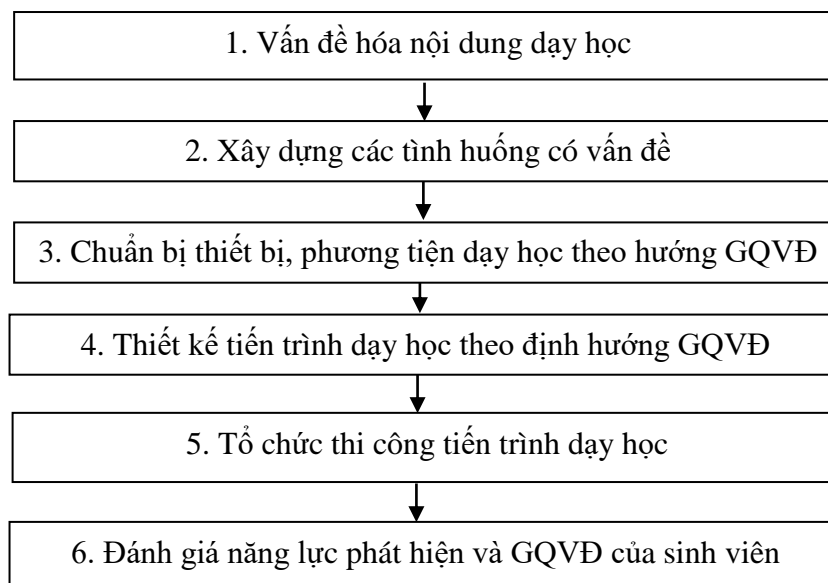 1. Vấn đề hóa nội dung dạy học
2. Xây dựng các tình huống có vấn đề
3. Chuẩn bị thiết bị, phương tiện dạy học theo hướng GQVĐ
4. Thiết kế tiến trình dạy học theo định hướng GQVĐ
5. Tổ chức thi công tiến trình dạy học
6. Đánh giá năng lực phát hiện và GQVĐ của sinh viên